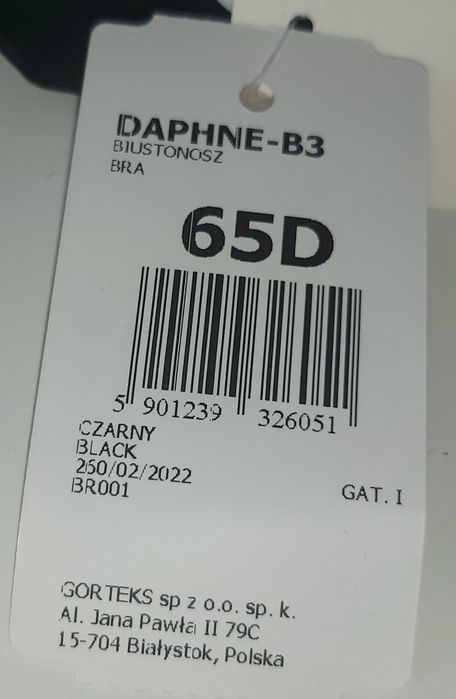 DAPHNE-B3
BIUSTONOSZ
BRA
65D
5 901239 326051
CZARNY
BLACK
260/02/2022
BR001
GAT. I
GORTEKS sp z o.o. sp. k.
Al. Jana Pawła II 79C
15-704 Białystok, Polska